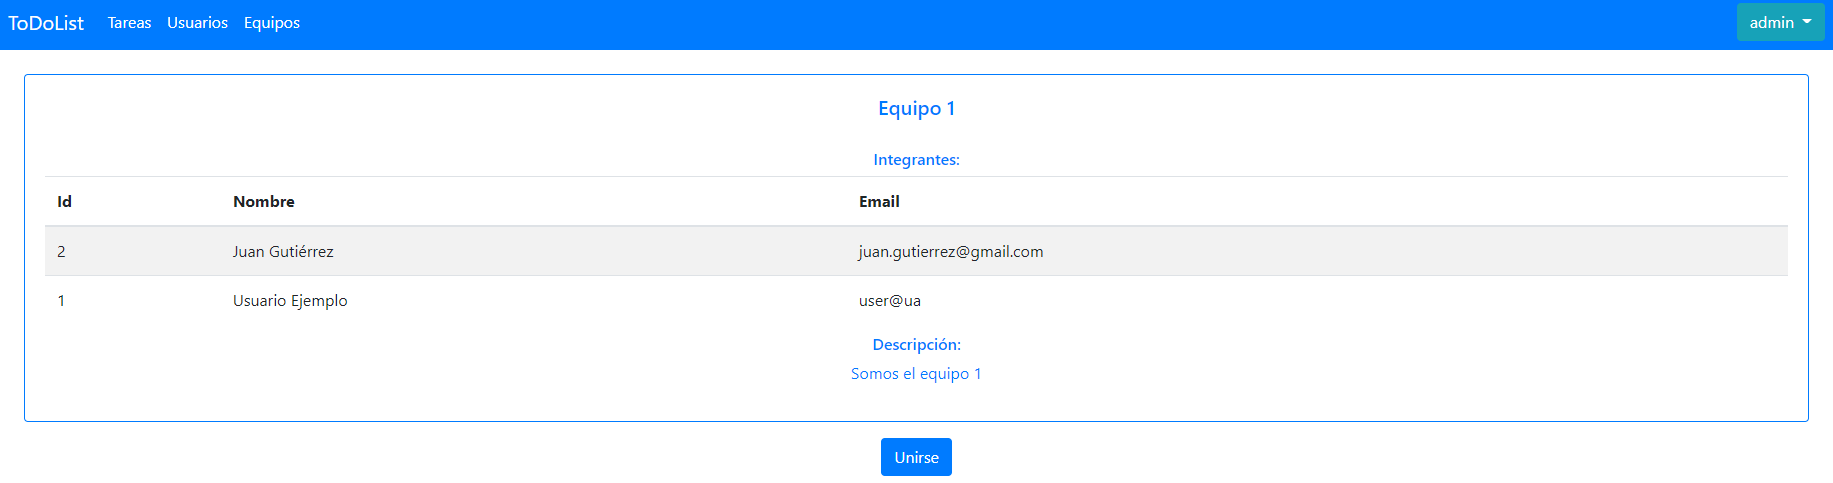 ToDoList Tareas Usuarios Equipos admin
Equipo 1
Integrantes:
Id Nombre Email
2 Juan Gutiérrez juan.gutierrez@gmail.com
1 Usuario Ejemplo user@ua
Descripción:
Somos el equipo 1
Unirse